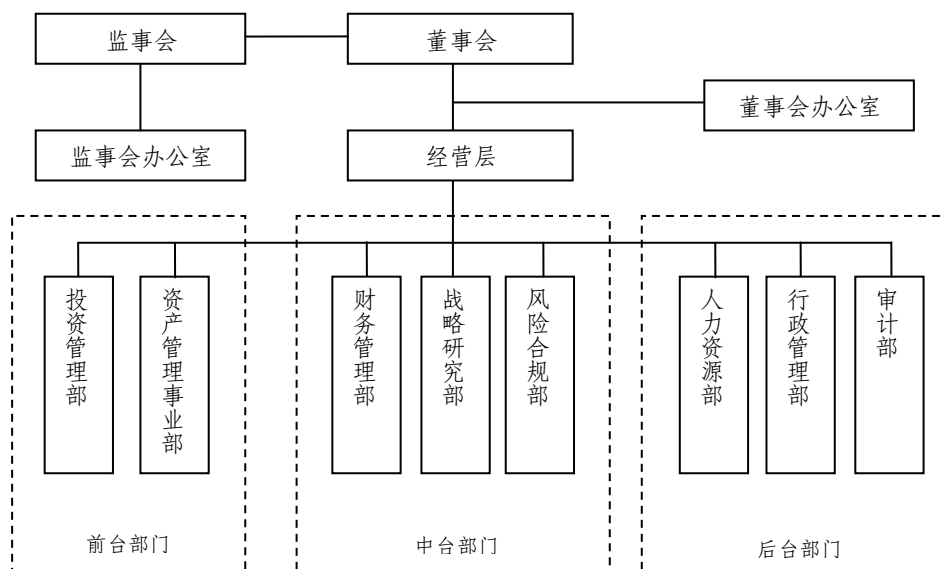 监事会
董事会
董事会办公室
监事会办公室
经营层
投资管理部
资产管理事业部
财务管理部
战略研究部
风险合规部
人力资源部
行政管理部
审计部
前台部门
中台部门
后台部门